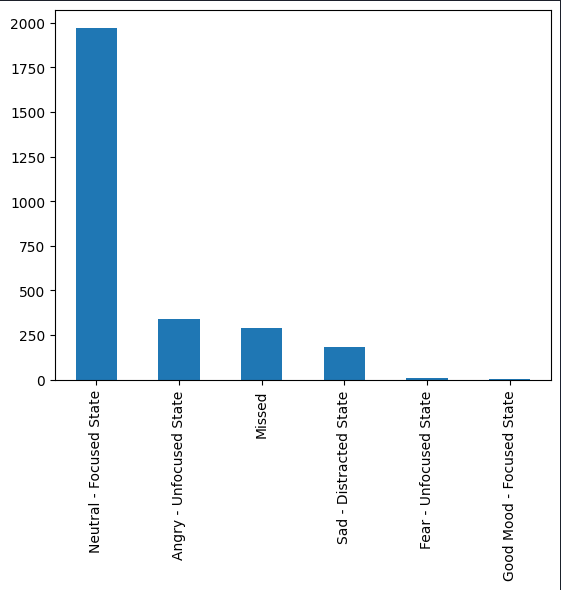 2000
1750
1500
1250
1000
750
500
250
0
Neutral - Focused State
Angry - Unfocused State
Missed
Sad - Distracted State
Fear - Unfocused State
Good Mood - Focused State